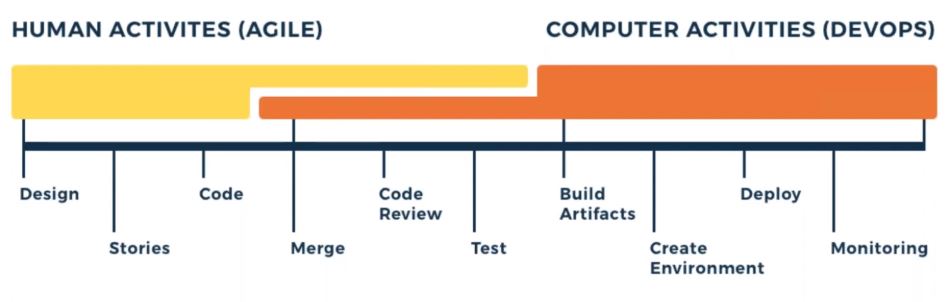 HUMAN ACTIVITES (AGILE)
COMPUTER ACTIVITIES (DEVOPS)
Design
Stories
Code
Merge
Code
Review
Test
Build
Artifacts
Create
Environment
Deploy
Monitoring